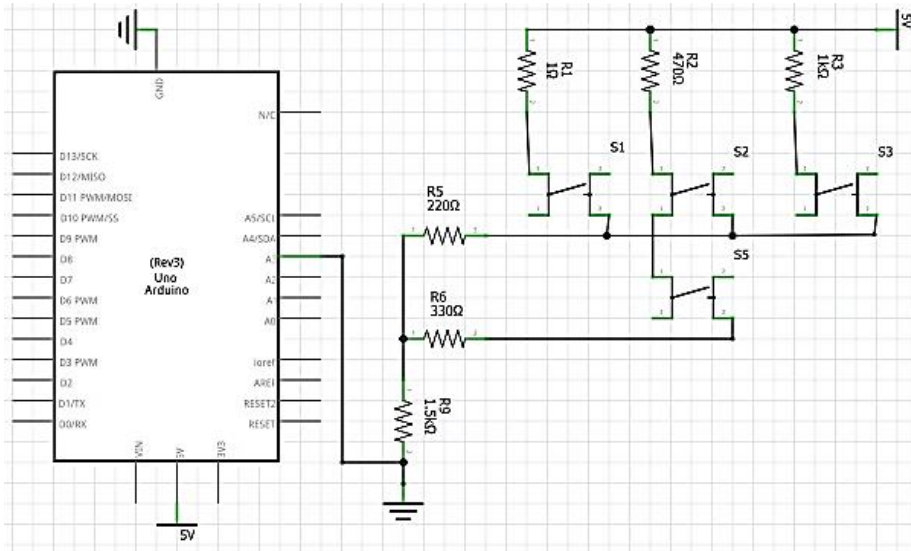 5V
GND
N/C
D13/SCK
D12/MISO
D11 PWM/MOSI
D10 PWM/SS
D9 PWM
D8
D7
D6 PWM
D5 PWM
D4
D3 PWM
D2
D1/TX
D0/RX
A5/SCL
A4/SDA
A3
A2
A1
A0
ioref
AREF
RESET2
RESET
VIN
5V
3V3
(Rev3)
Uno
Arduino
5V
R1
1Ω
R2
470Ω
R3
1kΩ
S1
S2
S3
R5
220Ω
S5
R6
330Ω
R9
1.5kΩ